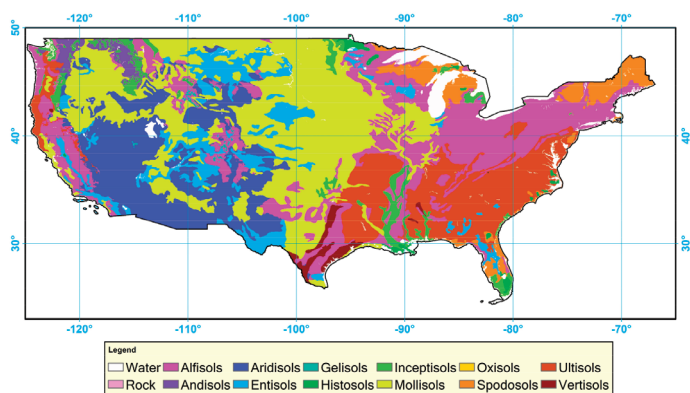 -120° -110° -100° -90° -80° -70°
50°
40° 40°
30° 30°
-120° -110° -100° -90° -80° -70°
Legend
Water Alfisols Aridisols Gelisols Inceptisols Oxisols Ultisols
Rock Andisols Entisols Histosols Mollisols Spodosols Vertisols